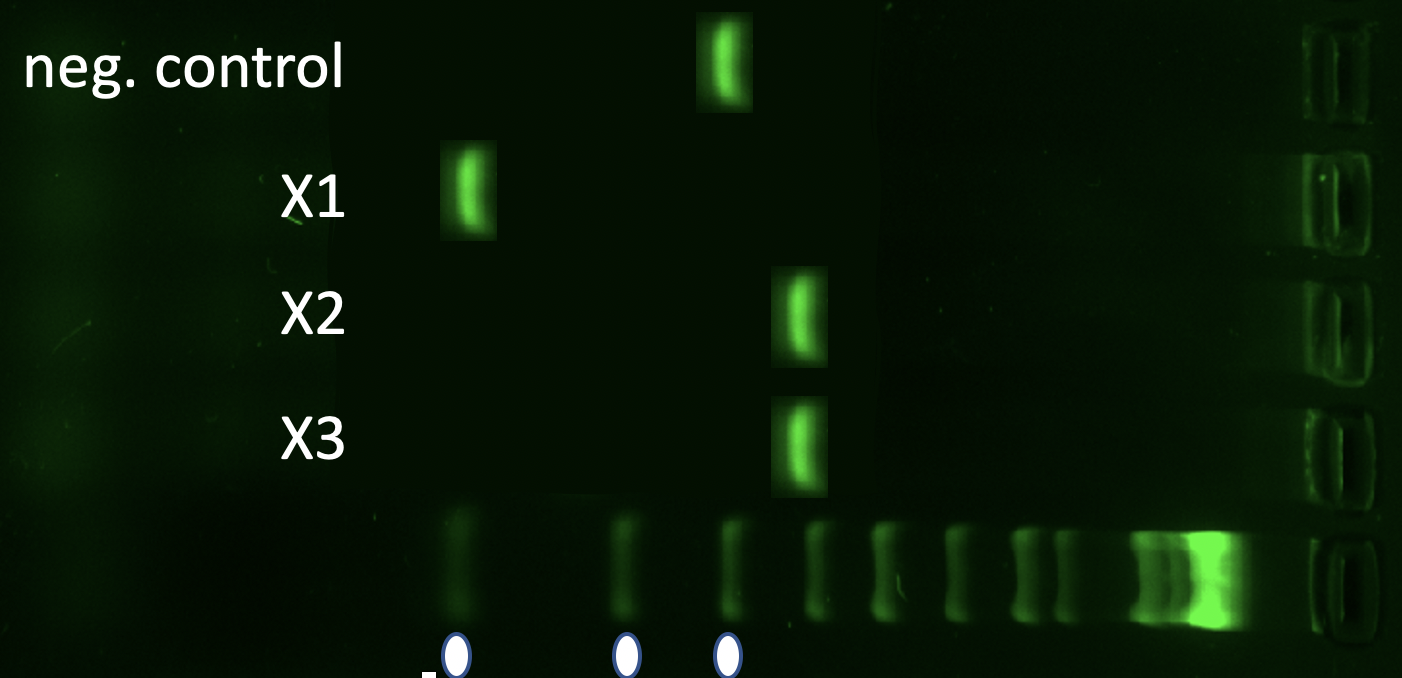 neg. control
X1
X2
X3